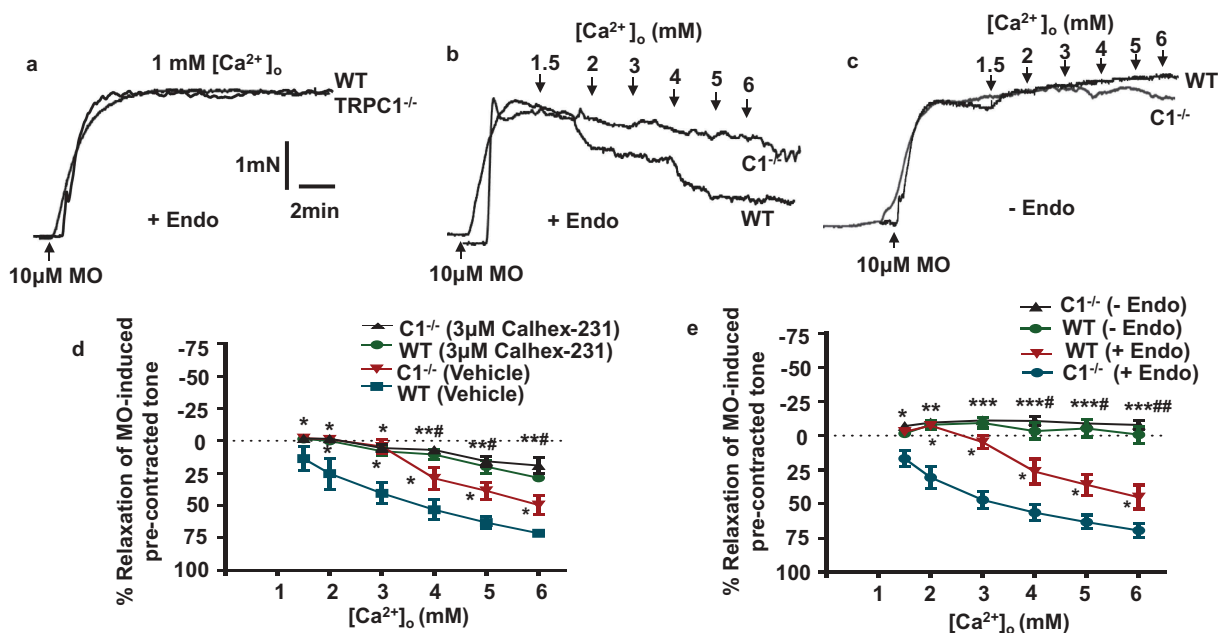 a
1 mM [Ca²⁺]ₒ
WT
TRPC1⁻/⁻
1mN
2min
+ Endo
10µM MO
b
[Ca²⁺]ₒ (mM)
1.5 2 3 4 5 6
C1⁻/⁻
WT
+ Endo
10µM MO
c
[Ca²⁺]ₒ (mM)
1.5 2 3 4 5 6
WT
C1⁻/⁻
- Endo
10µM MO
d
% Relaxation of MO-induced
pre-contracted tone
C1⁻/⁻ (3µM Calhex-231)
WT (3µM Calhex-231)
C1⁻/⁻ (Vehicle)
WT (Vehicle)
-75
-50
-25
0
25
50
75
100
* * * **# **# **#
* * * * *
1 2 3 4 5 6
[Ca²⁺]ₒ (mM)
e
% Relaxation of MO-induced
pre-contracted tone
C1⁻/⁻ (- Endo)
WT (- Endo)
WT (+ Endo)
C1⁻/⁻ (+ Endo)
-75
-50
-25
0
25
50
75
100
* ** *** ***# ***# ***##
* * * * *
1 2 3 4 5 6
[Ca²⁺]ₒ (mM)